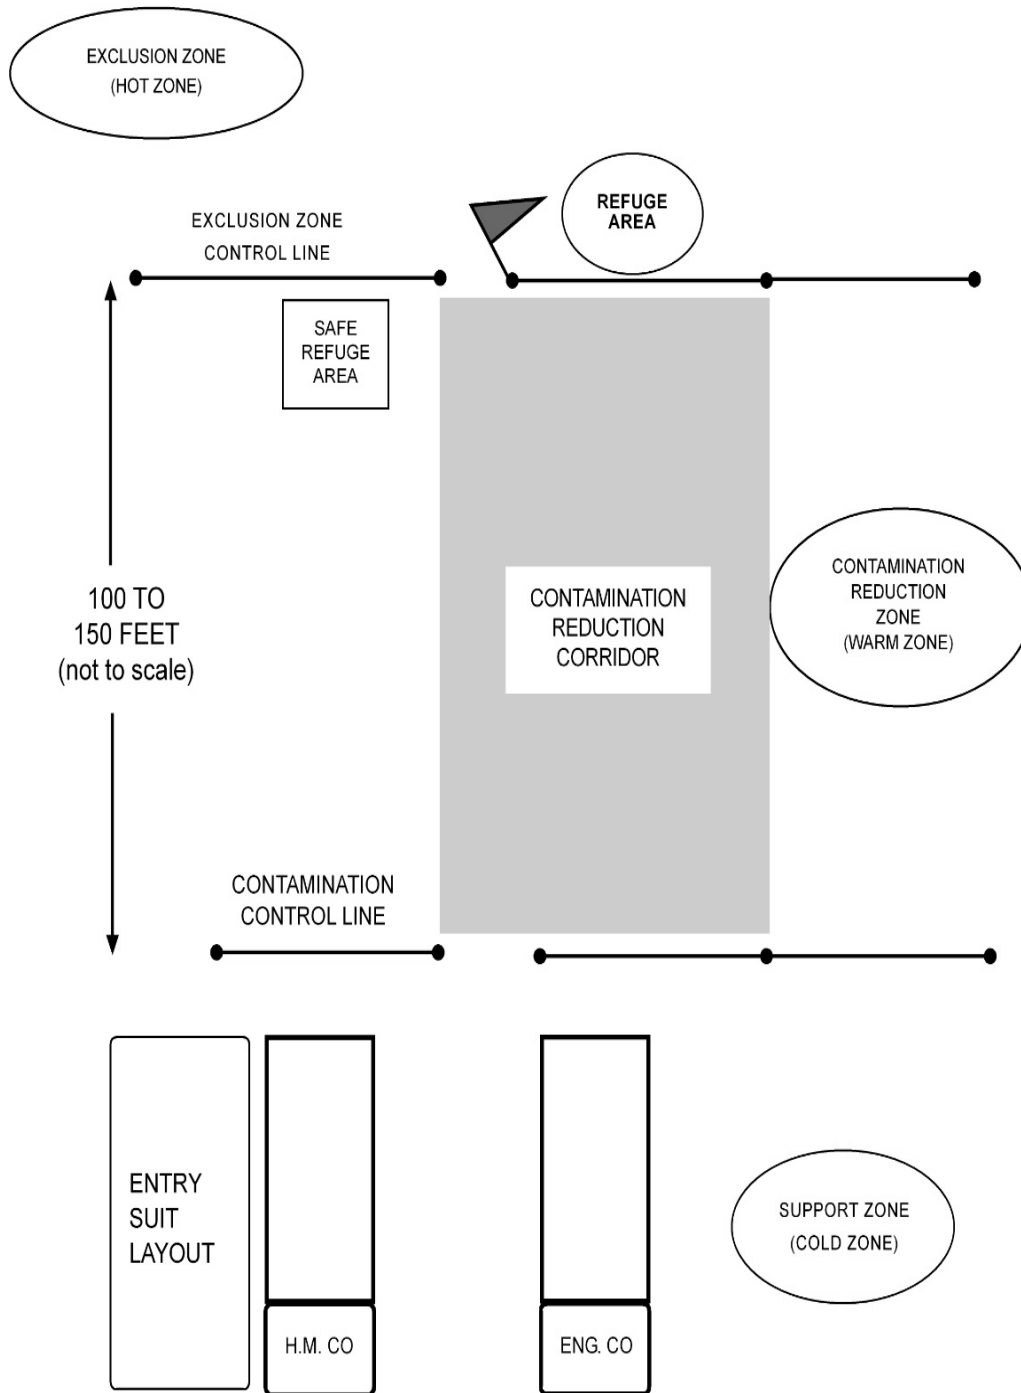 EXCLUSION ZONE
(HOT ZONE)
REFUGE
AREA
EXCLUSION ZONE
CONTROL LINE
SAFE
REFUGE
AREA
CONTAMINATION
REDUCTION
ZONE
(WARM ZONE)
100 TO
150 FEET
(not to scale)
CONTAMINATION
REDUCTION
CORRIDOR
CONTAMINATION
CONTROL LINE
ENTRY
SUIT
LAYOUT
H.M. CO
ENG. CO
SUPPORT ZONE
(COLD ZONE)